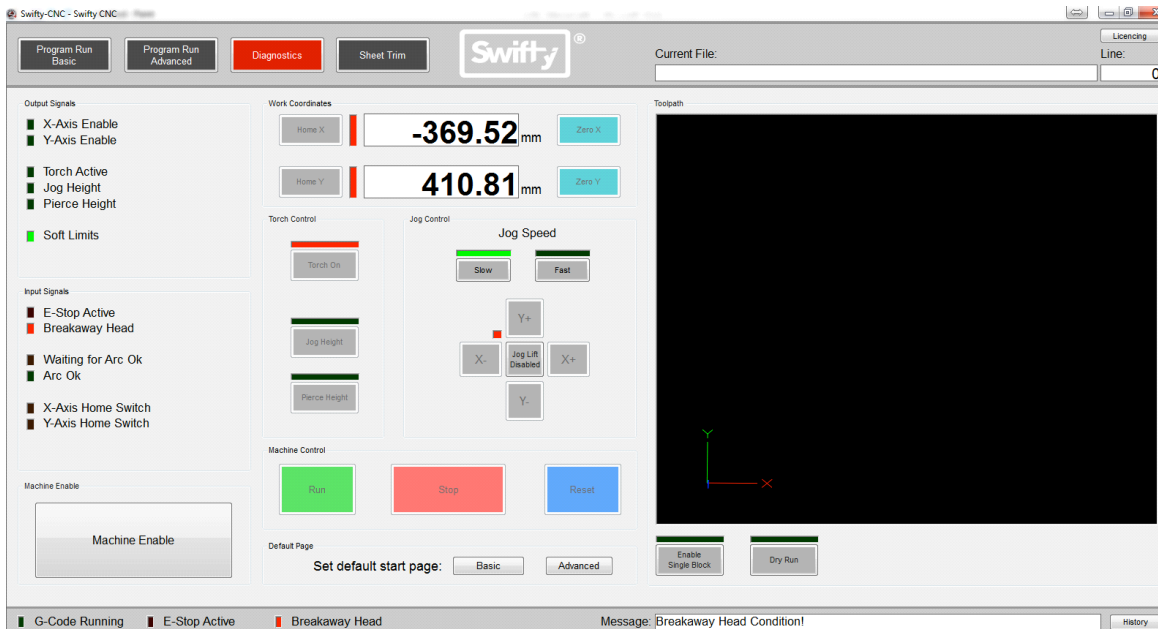 Swifty-CNC - Swifty CNC
Program Run
Basic
Program Run
Advanced
Diagnostics
Sheet Trim
Swifty®
Licencing
Current File:
Line:
0
Output Signals
X-Axis Enable
Y-Axis Enable
Torch Active
Jog Height
Pierce Height
Soft Limits
Input Signals
E-Stop Active
Breakaway Head
Waiting for Arc Ok
Arc Ok
X-Axis Home Switch
Y-Axis Home Switch
Machine Enable
Machine Enable
Work Coordinates
Home X
-369.52 mm
Zero X
Home Y
410.81 mm
Zero Y
Torch Control
Torch On
Jog Height
Pierce Height
Jog Control
Jog Speed
Slow
Fast
Y+
X-
Jog Lift
Disabled
X+
Y-
Machine Control
Run
Stop
Reset
Default Page
Set default start page:
Basic
Advanced
Toolpath
Y
X
Enable
Single Block
Dry Run
G-Code Running
E-Stop Active
Breakaway Head
Message: Breakaway Head Condition!
History